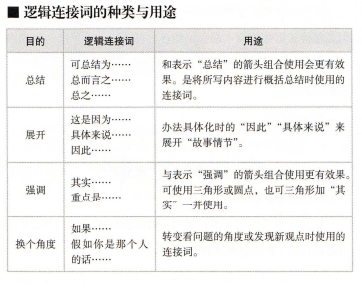 ■ 逻辑连接词的种类与用途
目的 逻辑连接词 用途
总结
可总结为……
总而言之……
总之……
和表示“总结”的箭头组合使用会更有效
果。是将所写内容进行概括总结时使用的
连接词。
展开
这是因为……
具体来说……
因此……
办法具体化时的“因此”“具体来说”来
展开“故事情节”。
强调
其实……
重点是……
与表示“强调”的箭头组合使用更有效果。
可使用三角形或圆点，也可三角形加“其
实”一并使用。
换个角度
如果……
假如你是那个人
的话……
转变看问题的角度或发现新观点时使用的
连接词。